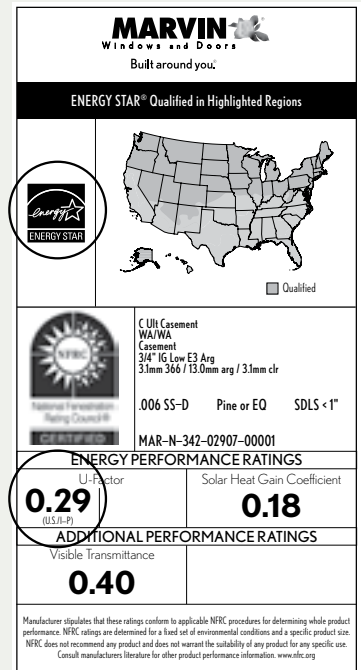 MARVIN
Windows and Doors
Built around you.®
ENERGY STAR® Qualified in Highlighted Regions
energy
ENERGY STAR
Qualified
NFRC
National Fenestration
Rating Council®
CERTIFIED
C Ult Casement
WA/WA
Casement
3/4" IG Low E3 Arg
3.1mm 366 / 13.0mm arg / 3.1mm clr
.006 SS-D Pine or EQ SDLS < 1"
MAR-N-342-02907-00001
ENERGY PERFORMANCE RATINGS
U-Factor Solar Heat Gain Coefficient
0.29 0.18
(U.S./I-P)
ADDITIONAL PERFORMANCE RATINGS
Visible Transmittance
0.40
Manufacturer stipulates that these ratings conform to applicable NFRC procedures for determining whole product
performance. NFRC ratings are determined for a fixed set of environmental conditions and a specific product size.
NFRC does not recommend any product and does not warrant the suitability of any product for any specific use.
Consult manufacturers literature for other product performance information. www.nfrc.org